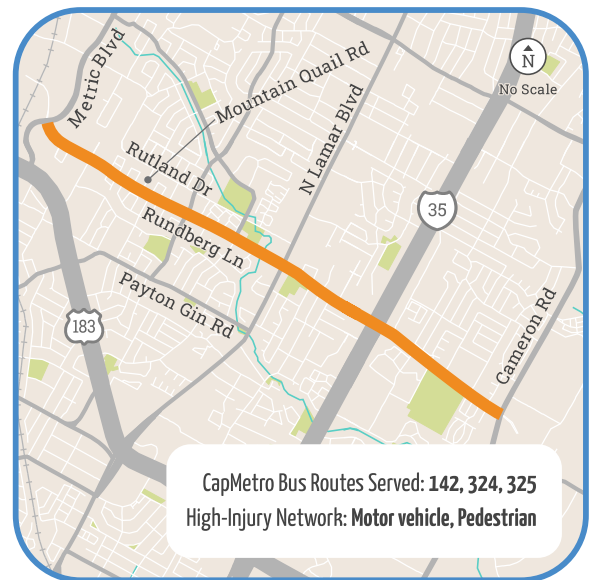 Metric Blvd
Mountain Quail Rd
N
No Scale
Rutland Dr
N Lamar Blvd
35
Rundberg Ln
Payton Gin Rd
183
Cameron Rd
CapMetro Bus Routes Served: 142, 324, 325
High-Injury Network: Motor vehicle, Pedestrian